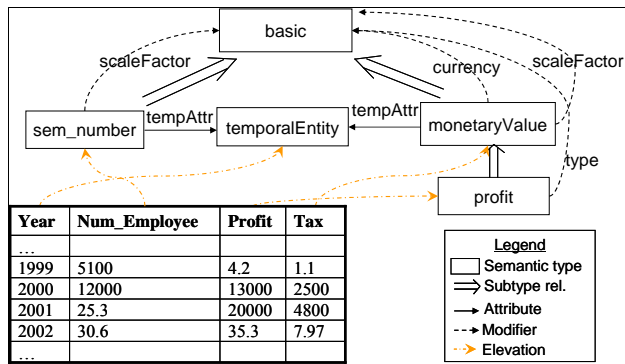 basic
scaleFactor
currency
scaleFactor
sem_number
tempAttr
temporalEntity
tempAttr
monetaryValue
type
profit
Year Num_Employee Profit Tax
...
1999 5100 4.2 1.1
2000 12000 13000 2500
2001 25.3 20000 4800
2002 30.6 35.3 7.97
...
Legend
Semantic type
Subtype rel.
Attribute
Modifier
Elevation